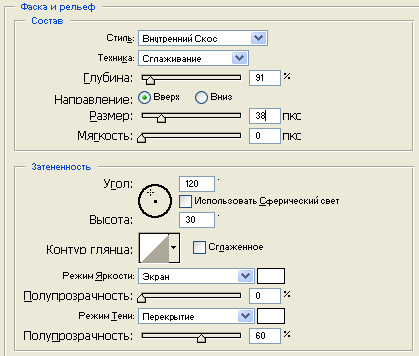 Фаска и рельеф
Состав
Стиль: Внутренний Скос
Техника: Сглаживание
Глубина: 91 %
Направление: Вверх Вниз
Размер: 38 пкс
Мягкость: 0 пкс
Затененность
Угол: 120 °
Использовать Сферический свет
Высота: 30 °
Контур глянца: Сглаженное
Режим Яркости: Экран
Полупрозрачность: 0 %
Режим Тени: Перекрытие
Полупрозрачность: 60 %